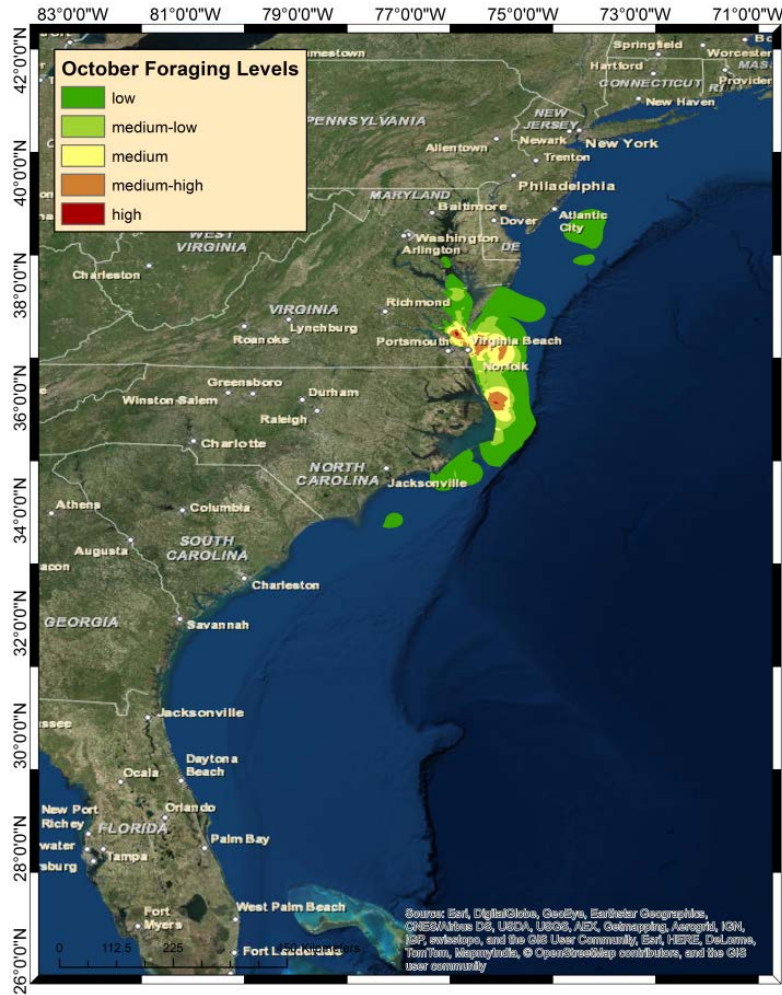 83°0'0"W
81°0'0"W
79°0'0"W
77°0'0"W
75°0'0"W
73°0'0"W
71°0'0"W
42°0'0"N
40°0'0"N
38°0'0"N
36°0'0"N
34°0'0"N
32°0'0"N
30°0'0"N
28°0'0"N
26°0'0"N
October Foraging Levels
low
medium-low
medium
medium-high
high
Springfield
Worcester
Hartford
MAS
CONNECTICUT
RI
Provider
New Haven
PENNSYLVANIA
NEW
JERSEY
Allentown
Newark
New York
Trenton
Philadelphia
MARYLAND
Baltimore
Dover
Atlantic
City
WEST
VIRGINIA
Washington
Arlington
DE
Charleston
VIRGINIA
Richmond
Lynchburg
Roanoke
Portsmouth
Virginia Beach
Norfolk
Greensboro
Durham
Winston-Salem
Raleigh
Charlotte
NORTH
CAROLINA
Jacksonville
Athens
Columbia
Augusta
SOUTH
CAROLINA
acon
Charleston
GEORGIA
Savannah
Jacksonville
ssee
Daytona
Beach
Ocala
New Port
Richey
Orlando
FLORIDA
water
Tampa
Palm Bay
sburg
Fort
Myers
West Palm Beach
Fort Lauderdale
0 112.5 225 450 Kilometers
Source: Esri, DigitalGlobe, GeoEye, Earthstar Geographics,
CNES/Airbus DS, USDA, USGS, AEX, Getmapping, Aerogrid, IGN,
IGP, swisstopo, and the GIS User Community, Esri, HERE, DeLorme,
TomTom, MapmyIndia, © OpenStreetMap contributors, and the GIS
user community